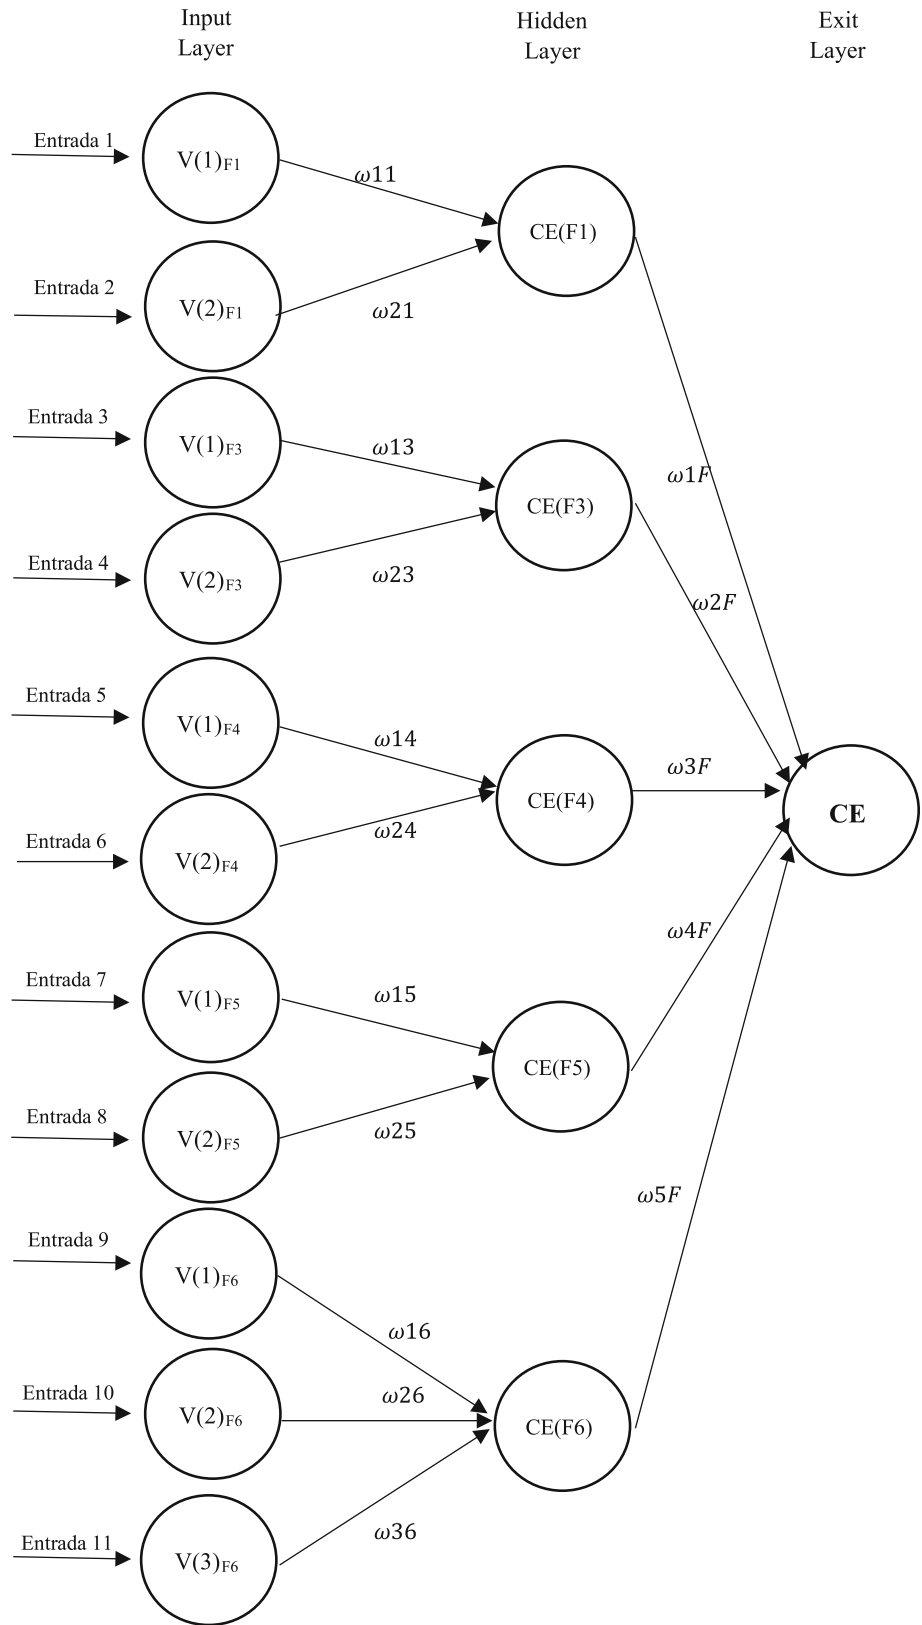 Input
Layer
Hidden
Layer
Exit
Layer
Entrada 1
V(1)F1
ω11
CE(F1)
Entrada 2
V(2)F1
ω21
Entrada 3
V(1)F3
ω13
ω1F
CE(F3)
Entrada 4
V(2)F3
ω23
ω2F
Entrada 5
V(1)F4
ω14
ω3F
CE(F4)
CE
Entrada 6
V(2)F4
ω24
ω4F
Entrada 7
V(1)F5
ω15
CE(F5)
Entrada 8
V(2)F5
ω25
ω5F
Entrada 9
V(1)F6
ω16
Entrada 10
V(2)F6
ω26
CE(F6)
Entrada 11
V(3)F6
ω36